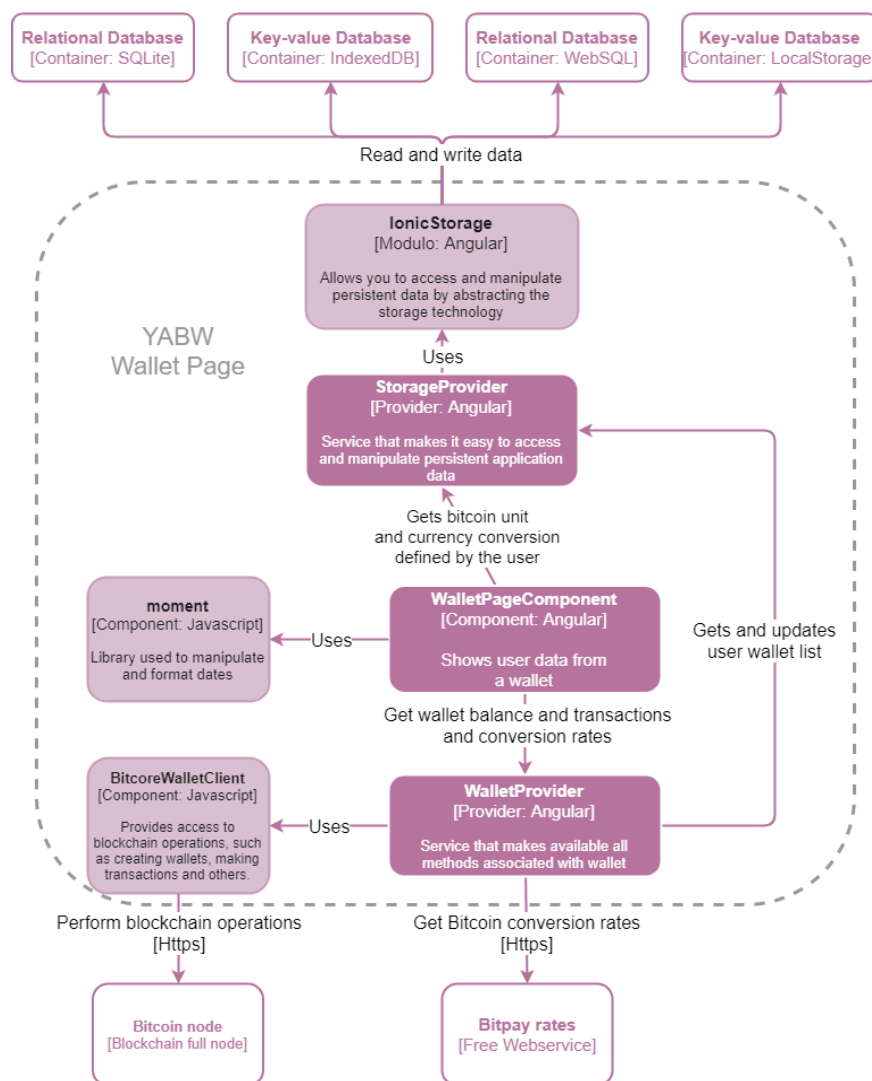 Relational Database
[Container: SQLite]
Key-value Database
[Container: IndexedDB]
Relational Database
[Container: WebSQL]
Key-value Database
[Container: LocalStorage]
Read and write data
IonicStorage
[Modulo: Angular]
Allows you to access and manipulate
persistent data by abstracting the
storage technology
YABW
Wallet Page
Uses
StorageProvider
[Provider: Angular]
Service that makes it easy to access
and manipulate persistent application
data
Gets bitcoin unit
and currency conversion
defined by the user
moment
[Component: Javascript]
Library used to manipulate
and format dates
Uses
WalletPageComponent
[Component: Angular]
Shows user data from
a wallet
Gets and updates
user wallet list
Get wallet balance and transactions
and conversion rates
BitcoreWalletClient
[Component: Javascript]
Provides access to
blockchain operations, such
as creating wallets, making
transactions and others.
Uses
WalletProvider
[Provider: Angular]
Service that makes available all
methods associated with wallet
Perform blockchain operations
[Https]
Get Bitcoin conversion rates
[Https]
Bitcoin node
[Blockchain full node]
Bitpay rates
[Free Webservice]